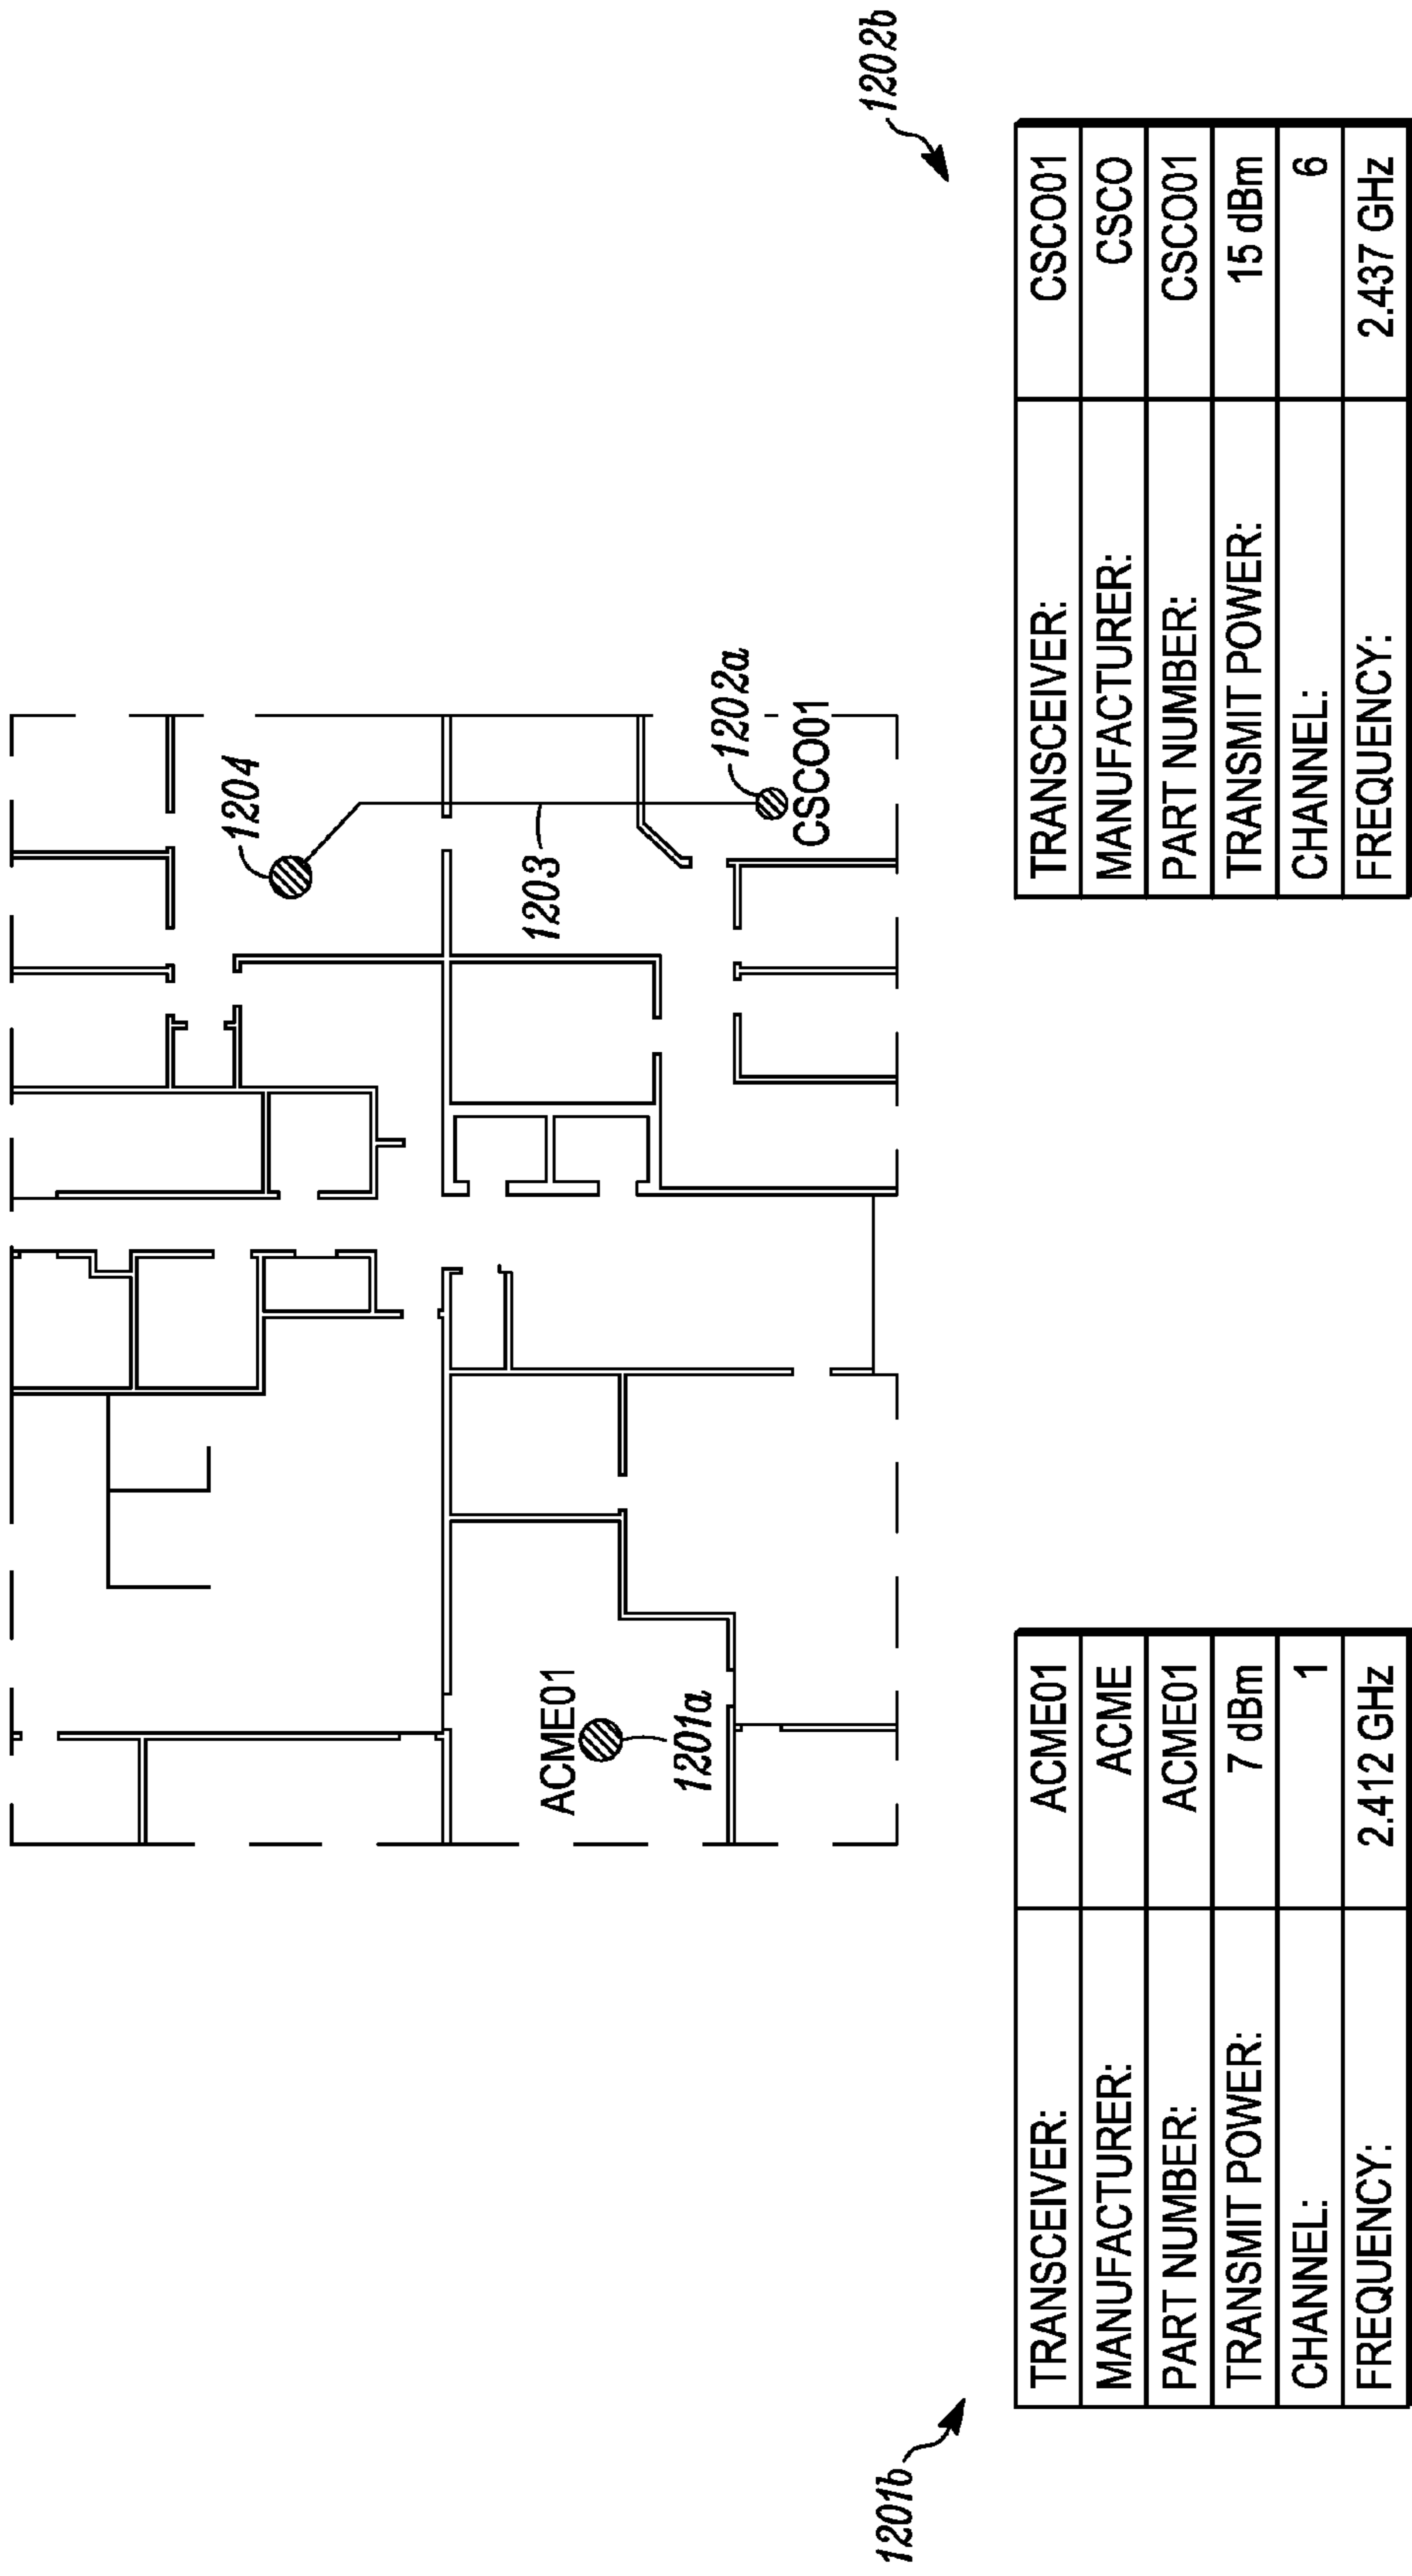 1204
1203
1202a
CSCO01
ACME01
1201a
1201b
TRANSCEIVER: ACME01
MANUFACTURER: ACME
PART NUMBER: ACME01
TRANSMIT POWER: 7 dBm
CHANNEL: 1
FREQUENCY: 2.412 GHz
1202b
TRANSCEIVER: CSCO01
MANUFACTURER: CSCO
PART NUMBER: CSCO01
TRANSMIT POWER: 15 dBm
CHANNEL: 6
FREQUENCY: 2.437 GHz